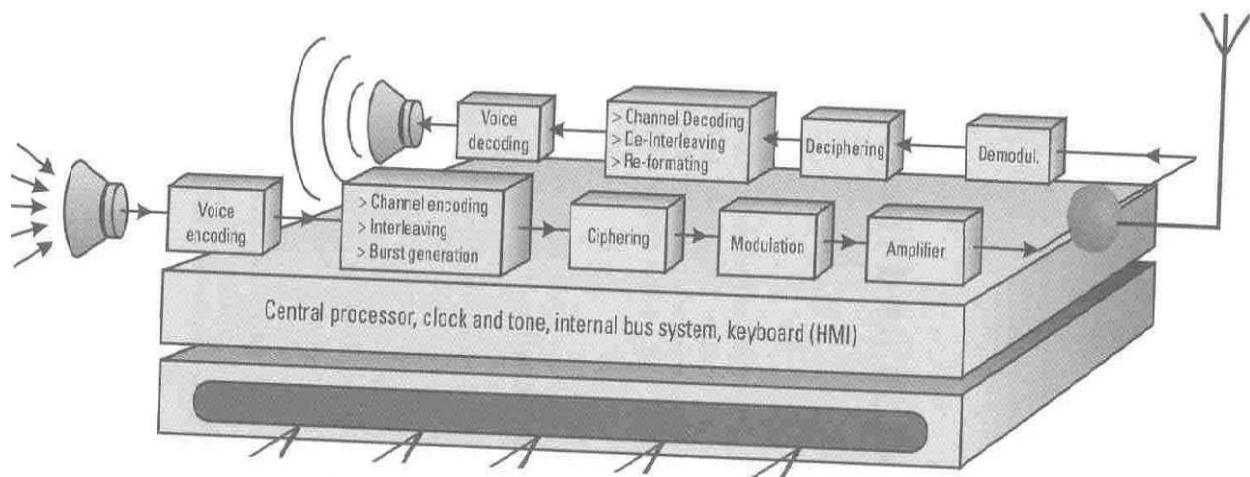 Voice
decoding
> Channel Decoding
> De-Interleaving
> Re-formating
Deciphering
Demodul.
Voice
encoding
> Channel encoding
> Interleaving
> Burst generation
Ciphering
Modulation
Amplifier
Central processor, clock and tone, internal bus system, keyboard (HMI)